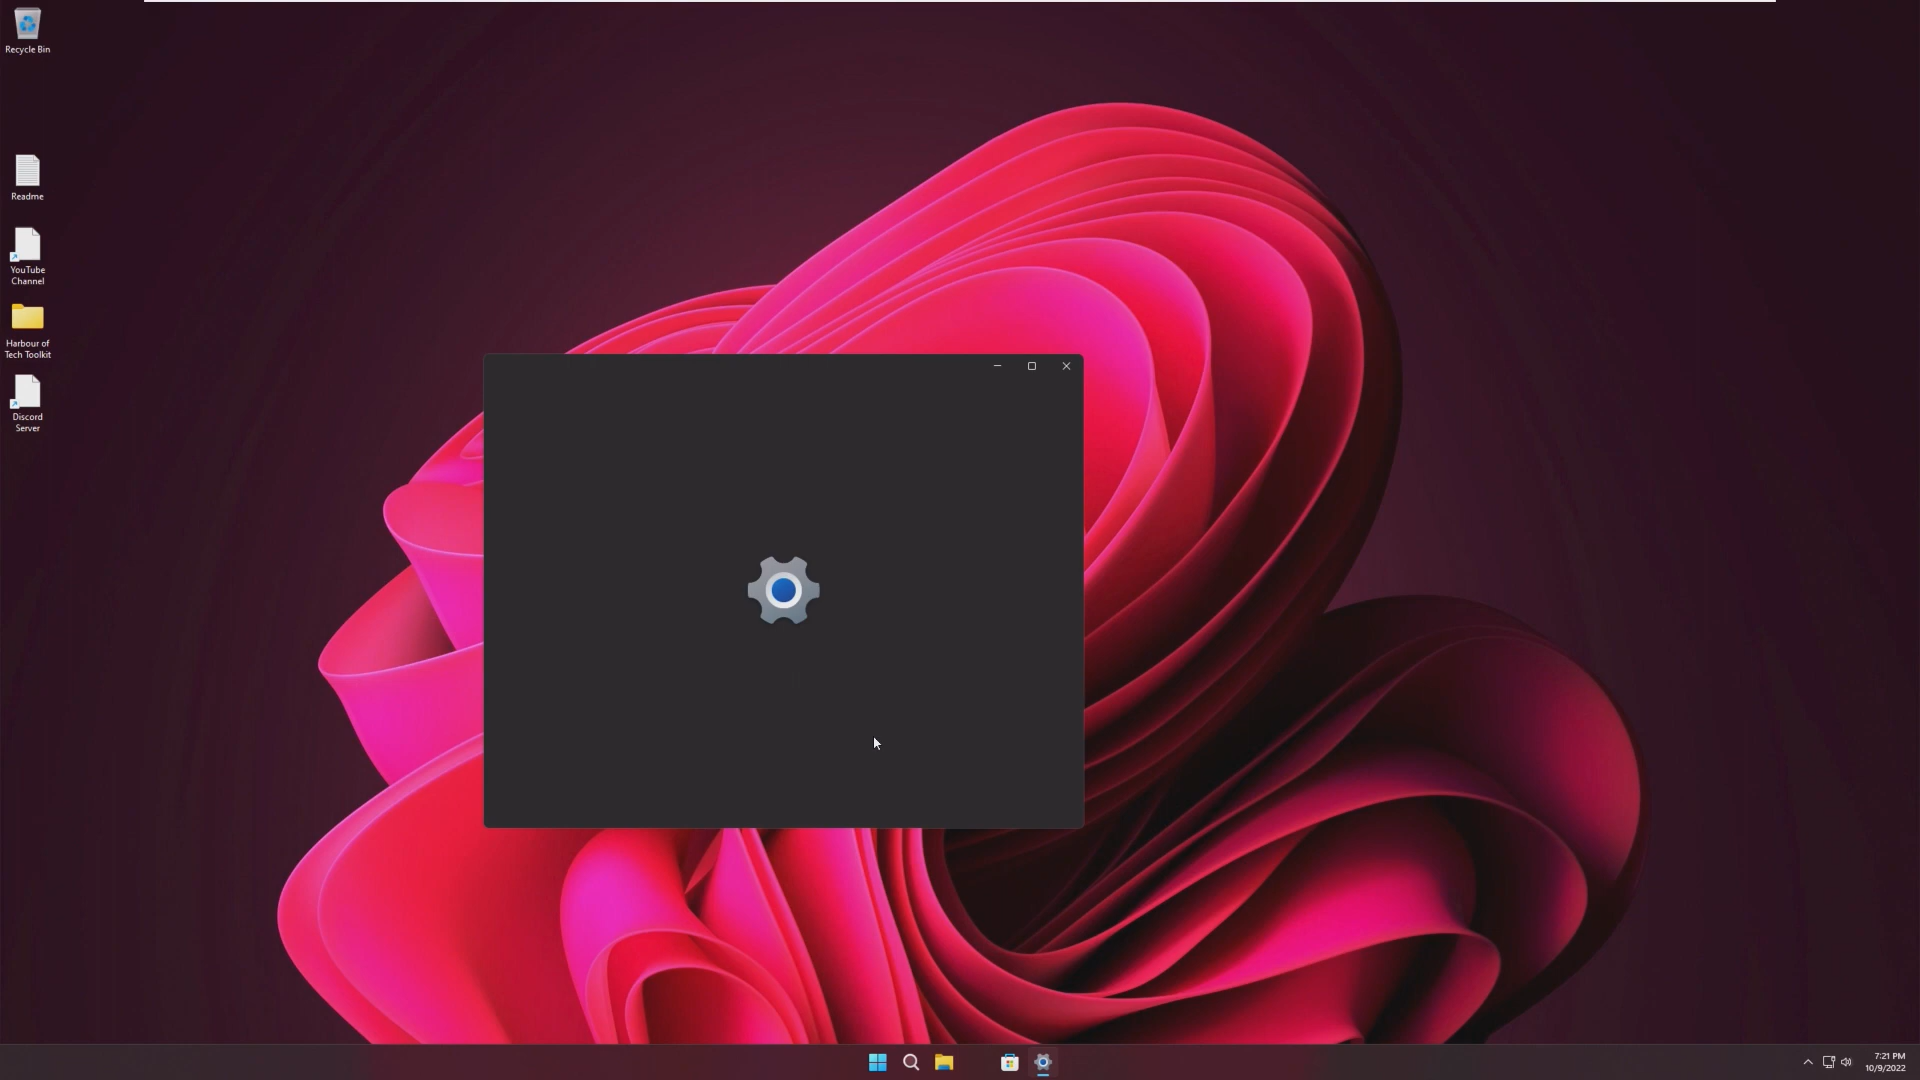 Recycle Bin
Readme
YouTube
Channel
Harbour of
Tech Toolkit
Discord
Server
7:21 PM
10/9/2022